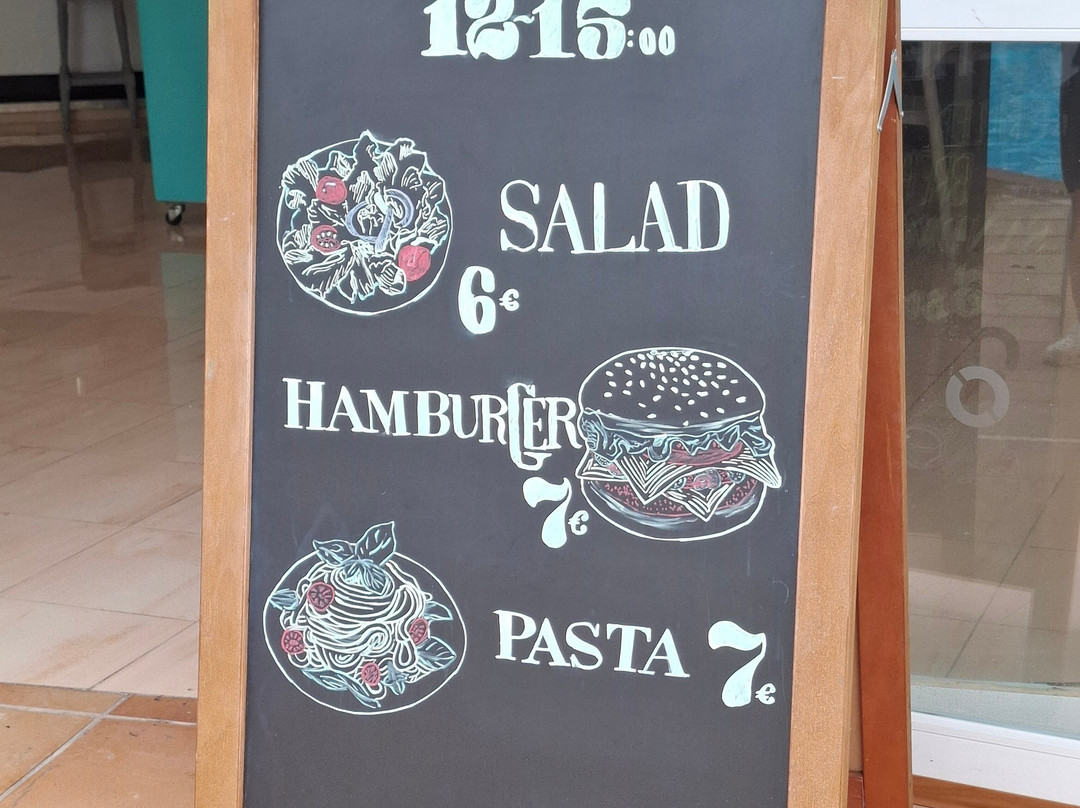 12-15:00
SALAD
6€
HAMBURGER
7€
PASTA 7€